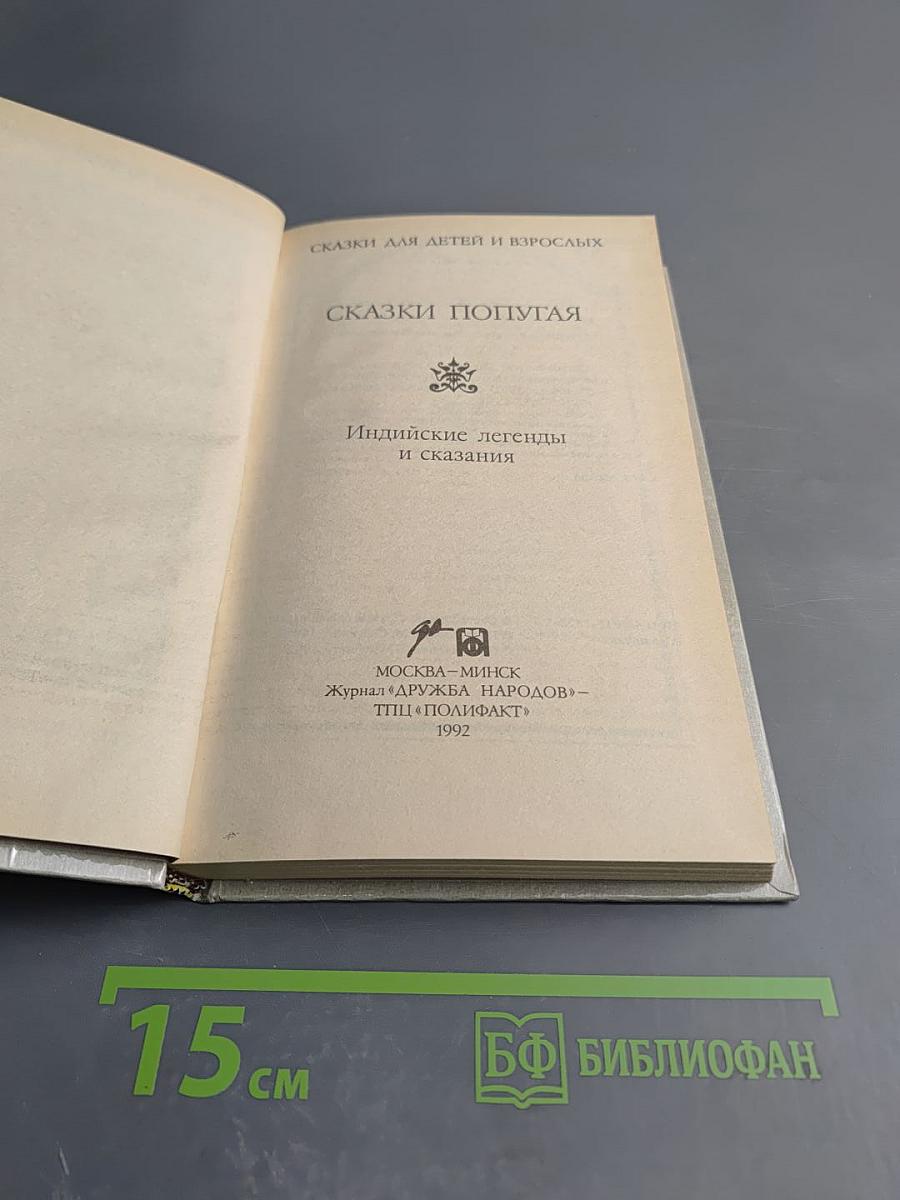 СКАЗКИ ДЛЯ ДЕТЕЙ И ВЗРОСЛЫХ
СКАЗКИ ПОПУГАЯ
Индийские легенды
и сказания
МОСКВА—МИНСК
Журнал «ДРУЖБА НАРОДОВ»—
ТПЦ «ПОЛИФАКТ»
1992
15 см
БФ БИБЛИОФАН